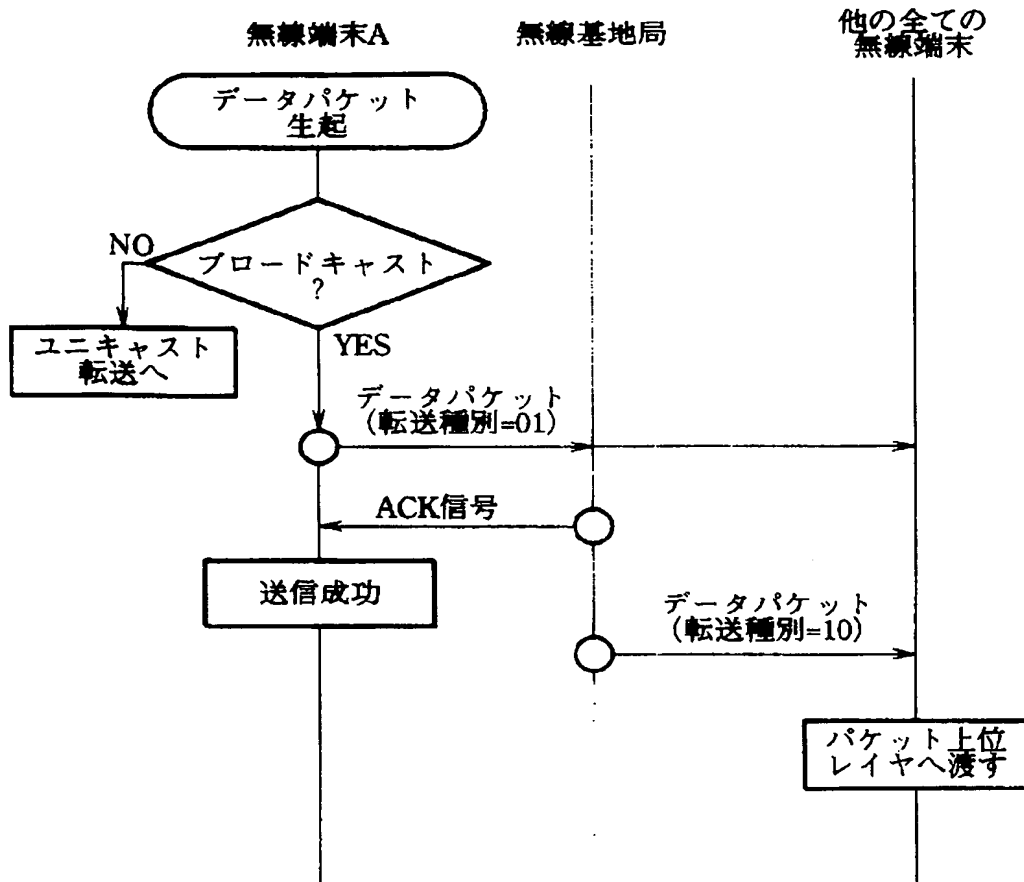 無線端末A
無線基地局
他の全ての
無線端末
データパケット
生起
NO
ブロードキャスト
?
YES
ユニキャスト
転送へ
データパケット
(転送種別=01)
ACK信号
送信成功
データパケット
(転送種別=10)
パケット上位
レイヤへ渡す